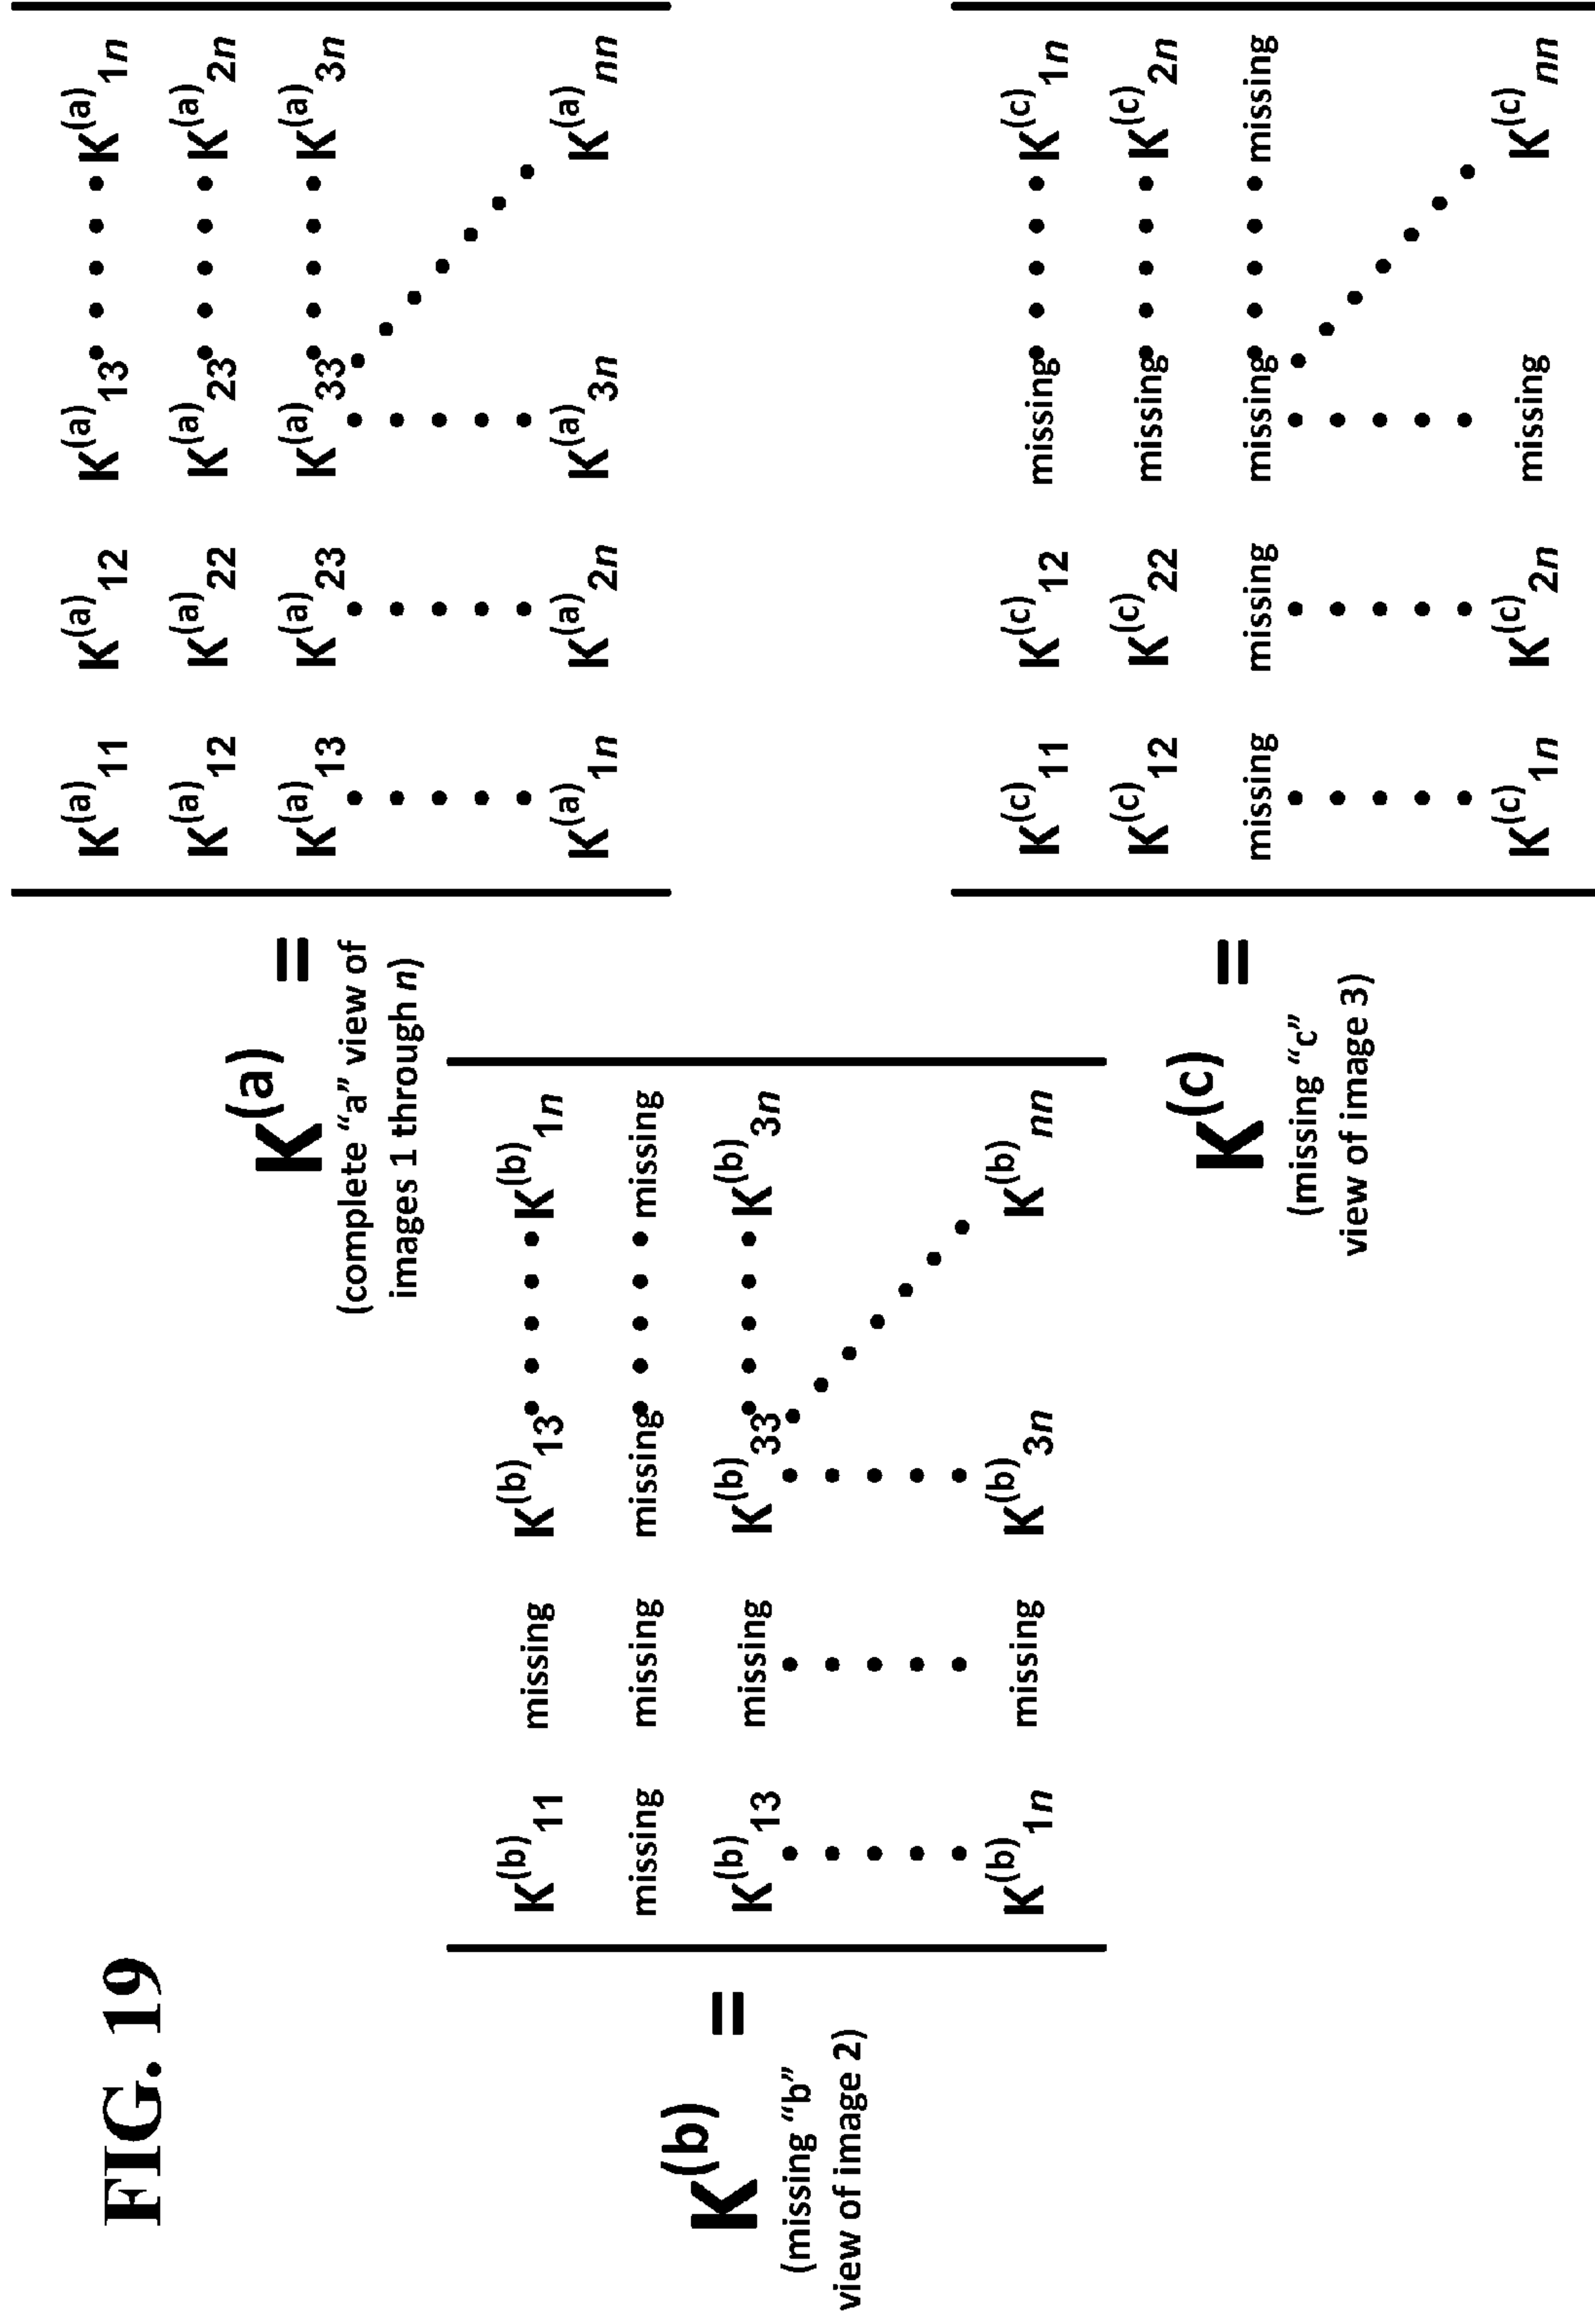 FIG. 19
K(a) =
(complete “a” view of
images 1 through n)
K(a)11 K(a)12 K(a)13 • • • • • K(a)1n
K(a)12 K(a)22 K(a)23 • • • • • K(a)2n
K(a)13 K(a)23 K(a)33 • • • • • K(a)3n
K(a)1n K(a)2n K(a)3n K(a)nn
K(b) =
(missing “b”
view of image 2)
K(b)11 missing K(b)13 • • • • • K(b)1n
missing missing missing • • • • • missing
K(b)13 missing K(b)33 • • • • • K(b)3n
K(b)1n missing K(b)3n K(b)nn
K(c) =
(missing “c”
view of image 3)
K(c)11 K(c)12 missing • • • • • K(c)1n
K(c)12 K(c)22 missing • • • • • K(c)2n
missing missing missing • • • • • missing
K(c)1n K(c)2n missing K(c)nn